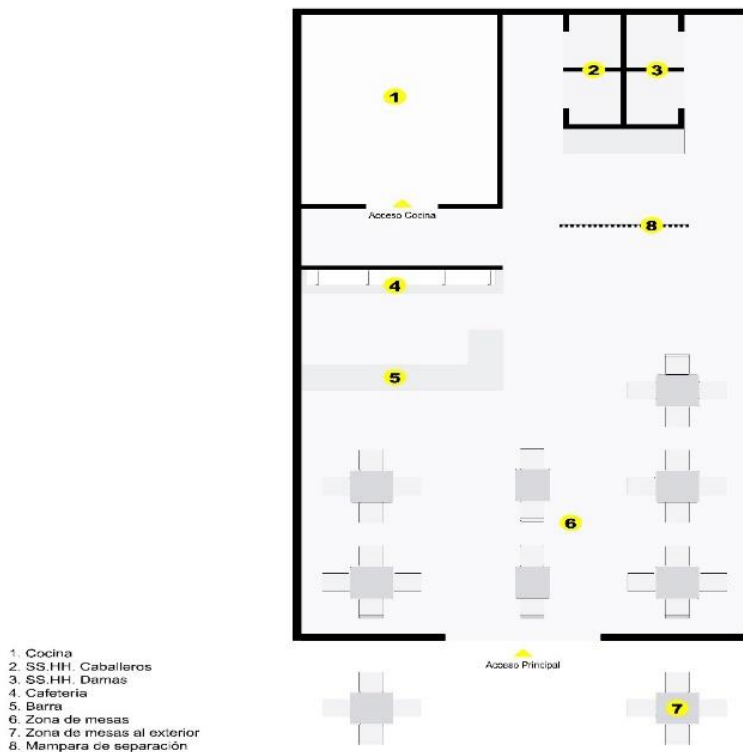 1
2
3
Acceso Cocina
8
4
5
6
Acceso Principal
7
1. Cocina
2. SS.HH. Caballeros
3. SS.HH. Damas
4. Cafeteria
5. Barra
6. Zona de mesas
7. Zona de mesas al exterior
8. Mampara de separación